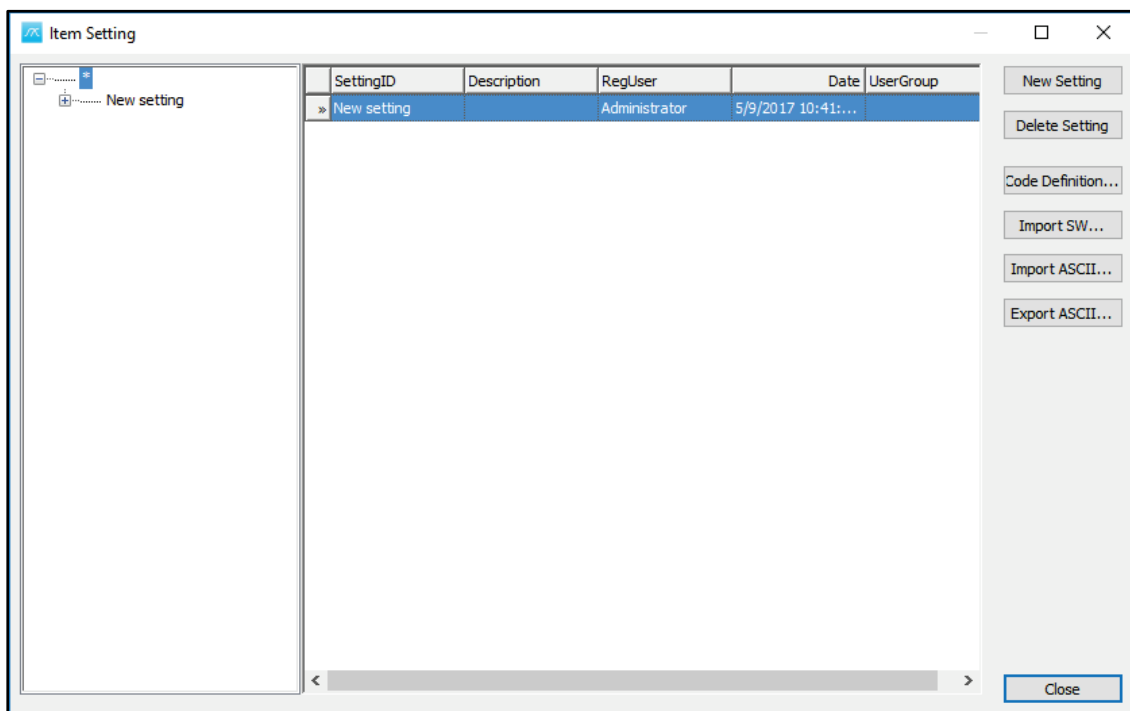 Item Setting
*
New setting
SettingID Description RegUser Date UserGroup
» New setting Administrator 5/9/2017 10:41:...
New Setting
Delete Setting
Code Definition...
Import SW...
Import ASCII...
Export ASCII...
Close